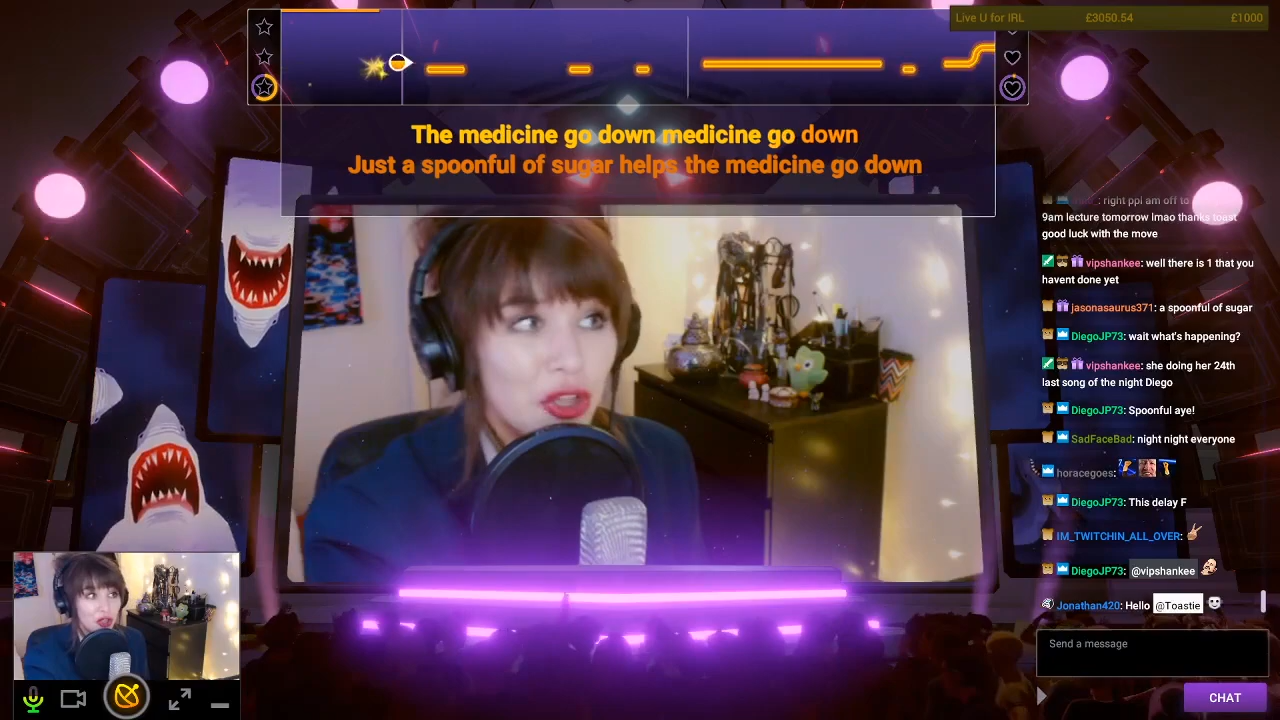 Live U for IRL £3050.54 £1000
The medicine go down medicine go down
Just a spoonful of sugar helps the medicine go down
: right ppl am off to
9am lecture tomorrow lmao thanks toast
good luck with the move
vipshankee: well there is 1 that you
havent done yet
jasonasaurus371: a spoonful of sugar
DiegoJP73: wait what's happening?
vipshankee: she doing her 24th
last song of the night Diego
DiegoJP73: Spoonful aye!
SadFaceBad: night night everyone
horacegoes:
DiegoJP73: This delay F
IM_TWITCHIN_ALL_OVER:
DiegoJP73: @vipshankee
Jonathan420: Hello @Toastie
Send a message
CHAT